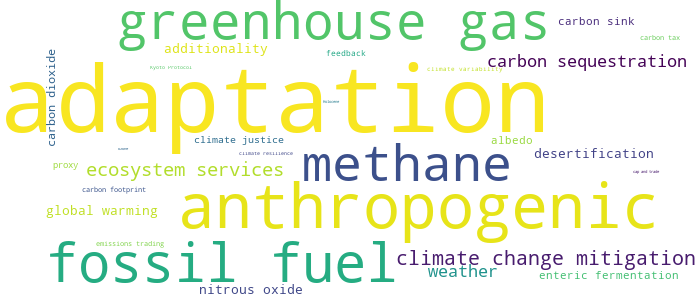 greenhouse gas
carbon sink
carbon tax
additionality
feedback
carbon sequestration
carbon dioxide
Kyoto Protocol
climate variability
adaptation
climate justice
albedo
climate resilience
methane
desertification
proxy
ecosystem services
cap and trade
carbon footprint
anthropogenic
global warming
emissions trading
fossil fuel
climate change mitigation
weather
enteric fermentation
nitrous oxide